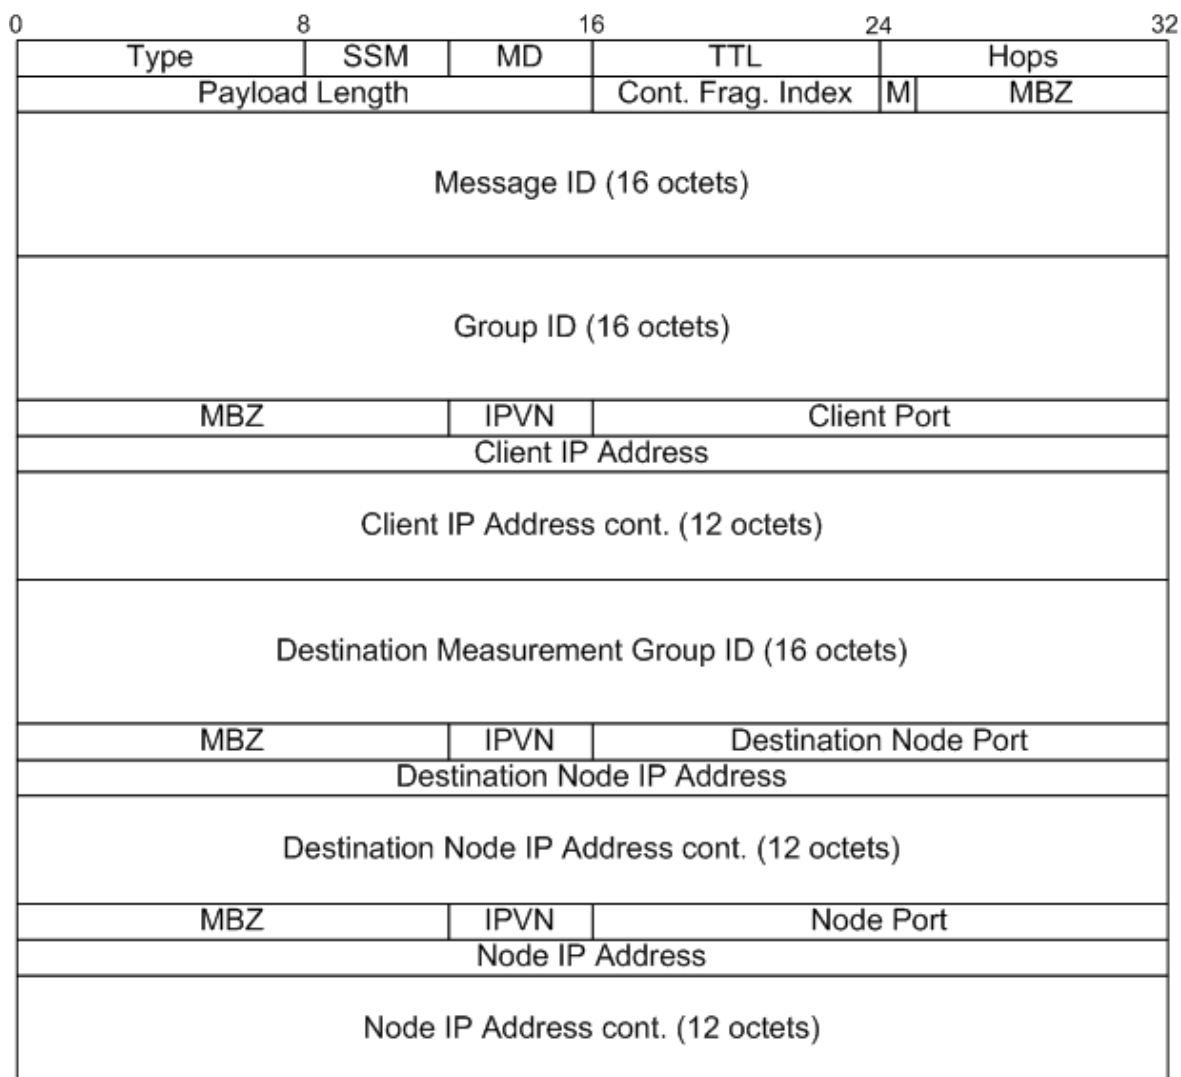 0 8 16 24 32
Type SSM MD TTL Hops
Payload Length Cont. Frag. Index M MBZ
Message ID (16 octets)
Group ID (16 octets)
MBZ IPVN Client Port
Client IP Address
Client IP Address cont. (12 octets)
Destination Measurement Group ID (16 octets)
MBZ IPVN Destination Node Port
Destination Node IP Address
Destination Node IP Address cont. (12 octets)
MBZ IPVN Node Port
Node IP Address
Node IP Address cont. (12 octets)